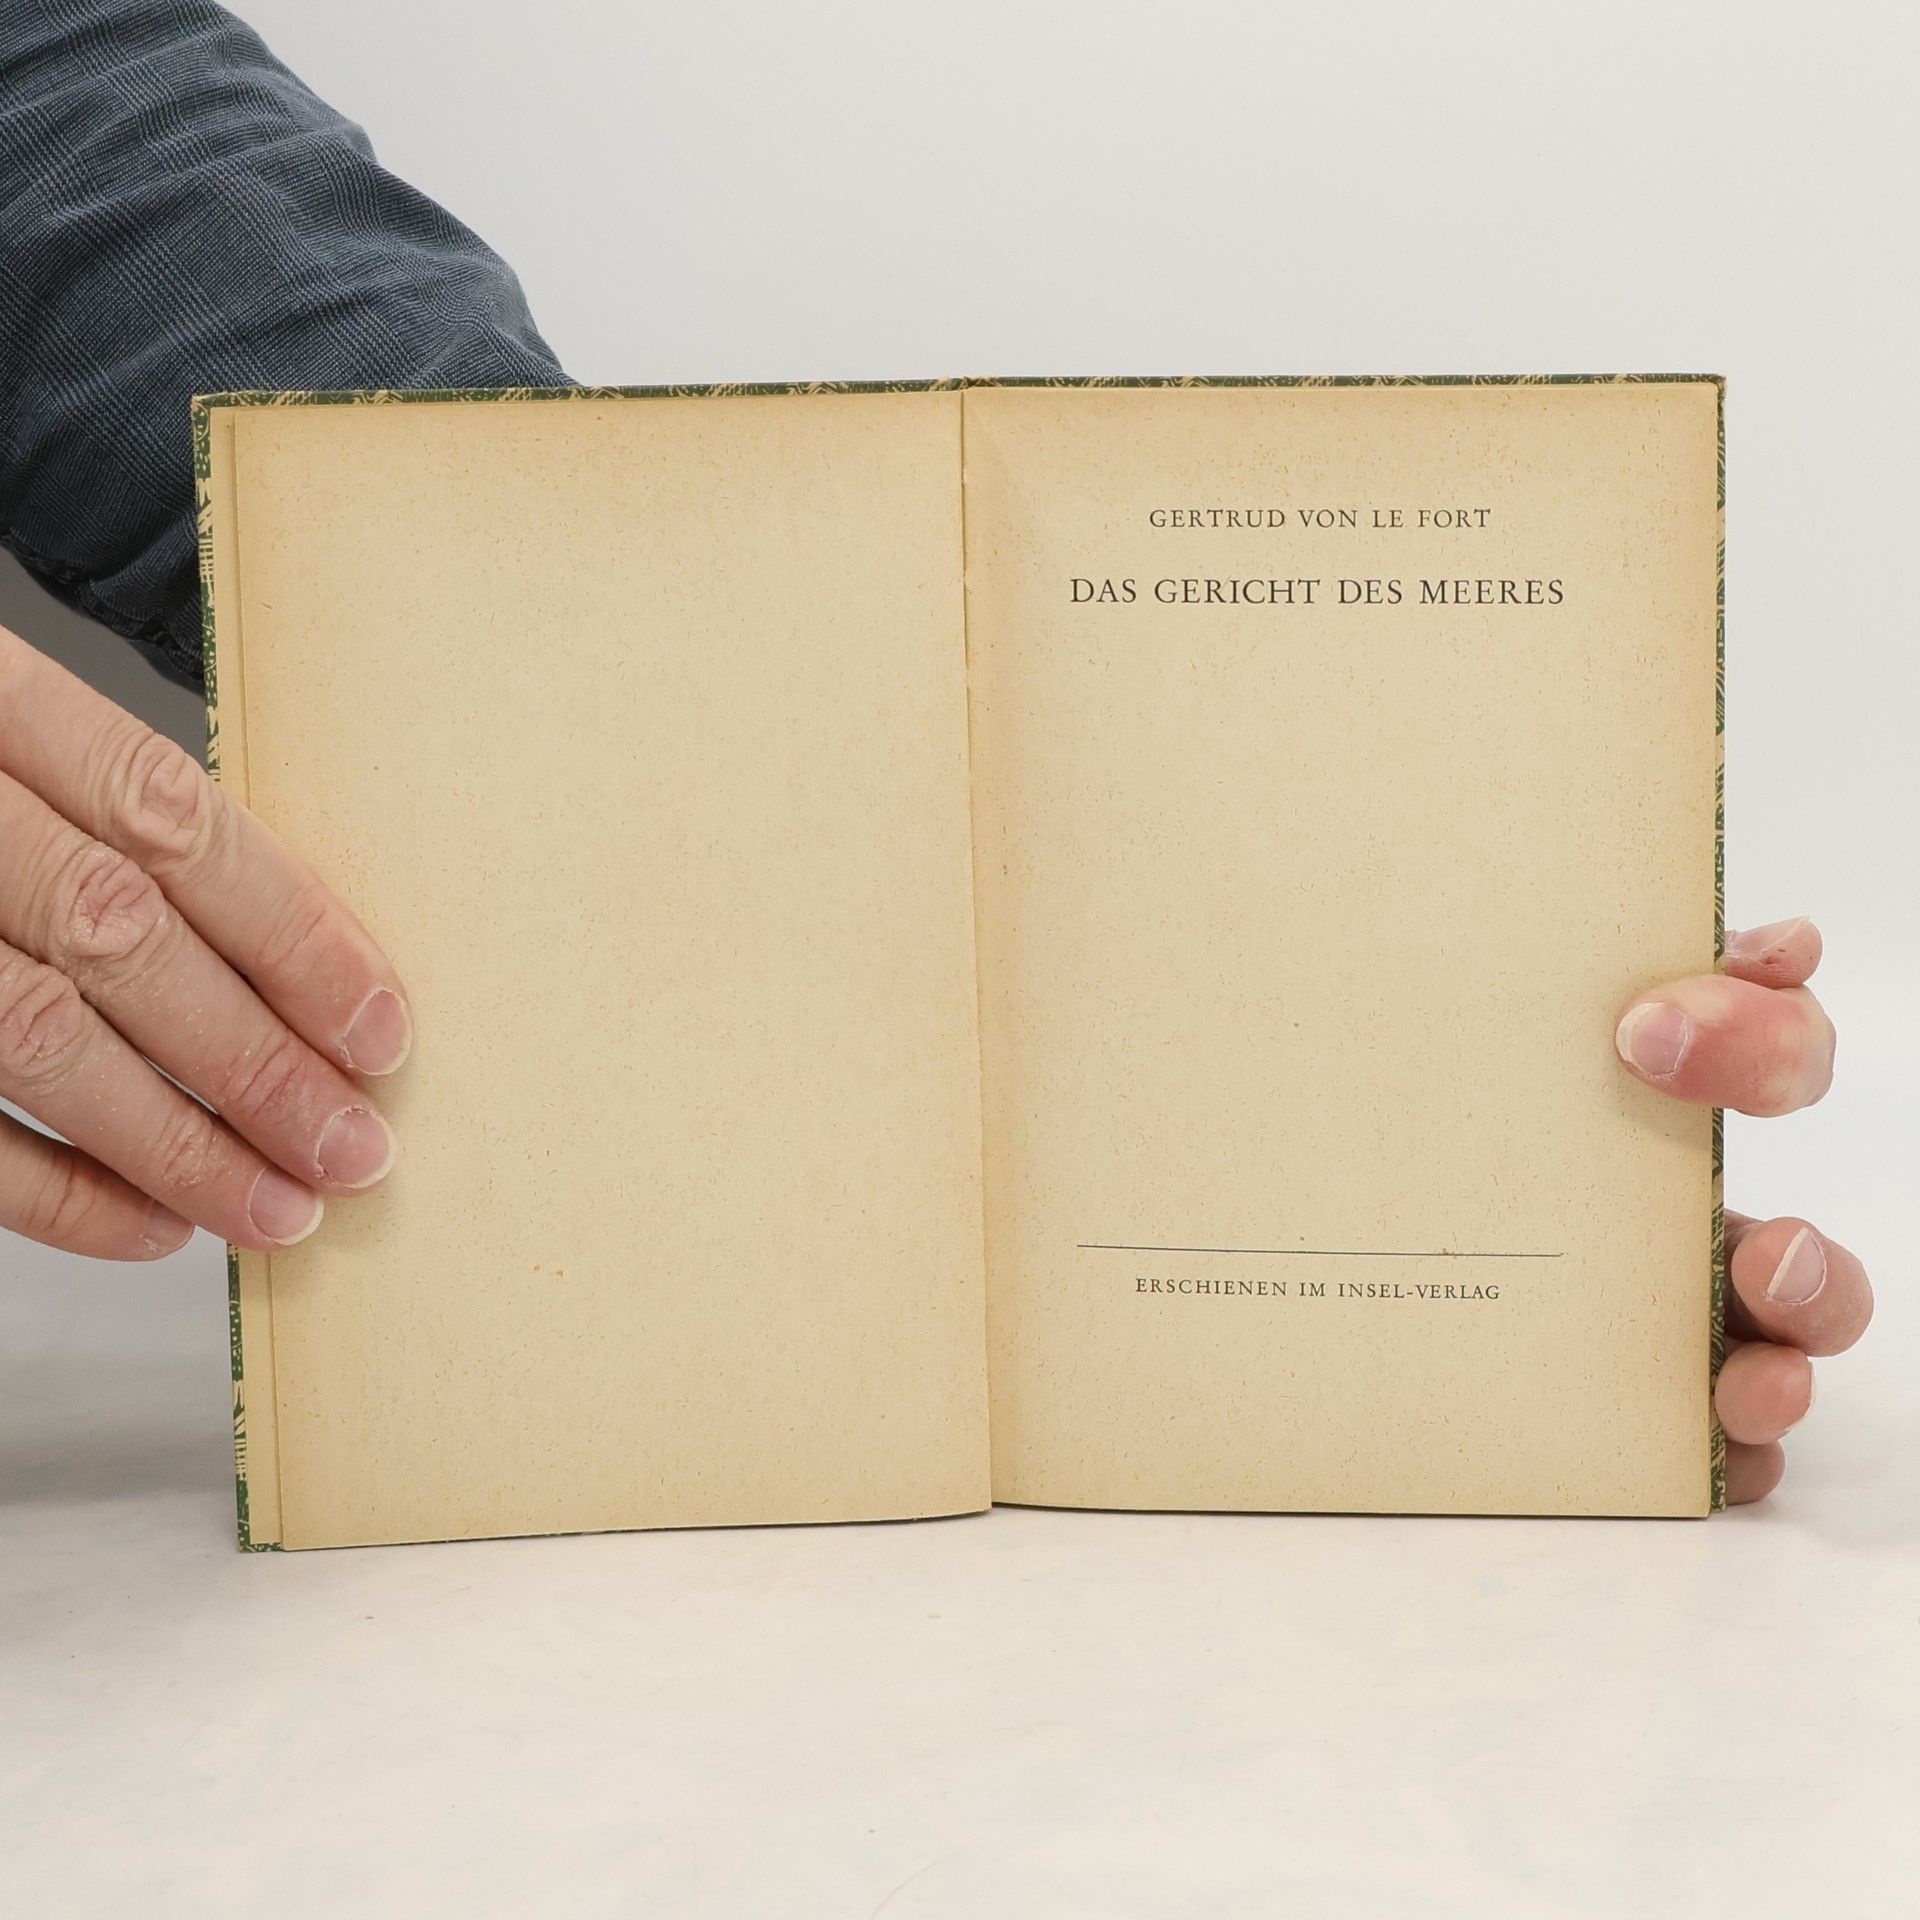 GERTRUD VON LE FORT
DAS GERICHT DES MEERES
ERSCHIENEN IM INSEL-VERLAG